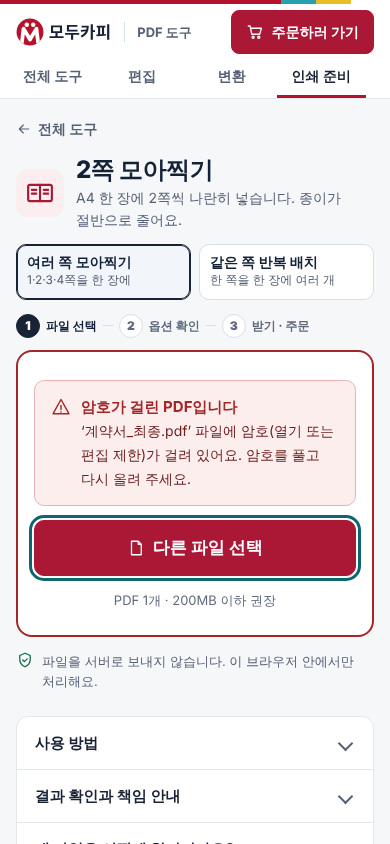 모두카피
PDF 도구
주문하러 가기
전체 도구
편집
변환
인쇄 준비
전체 도구
2쪽 모아찍기
A4 한 장에 2쪽씩 나란히 넣습니다. 종이가
절반으로 줄어요.
여러 쪽 모아찍기
1·2·3·4쪽을 한 장에
같은 쪽 반복 배치
한 쪽을 한 장에 여러 개
1 파일 선택
2 옵션 확인
3 받기 · 주문
암호가 걸린 PDF입니다
‘계약서_최종.pdf’ 파일에 암호(열기 또는
편집 제한)가 걸려 있어요. 암호를 풀고
다시 올려 주세요.
다른 파일 선택
PDF 1개 · 200MB 이하 권장
파일을 서버로 보내지 않습니다. 이 브라우저 안에서만
처리해요.
사용 방법
결과 확인과 책임 안내